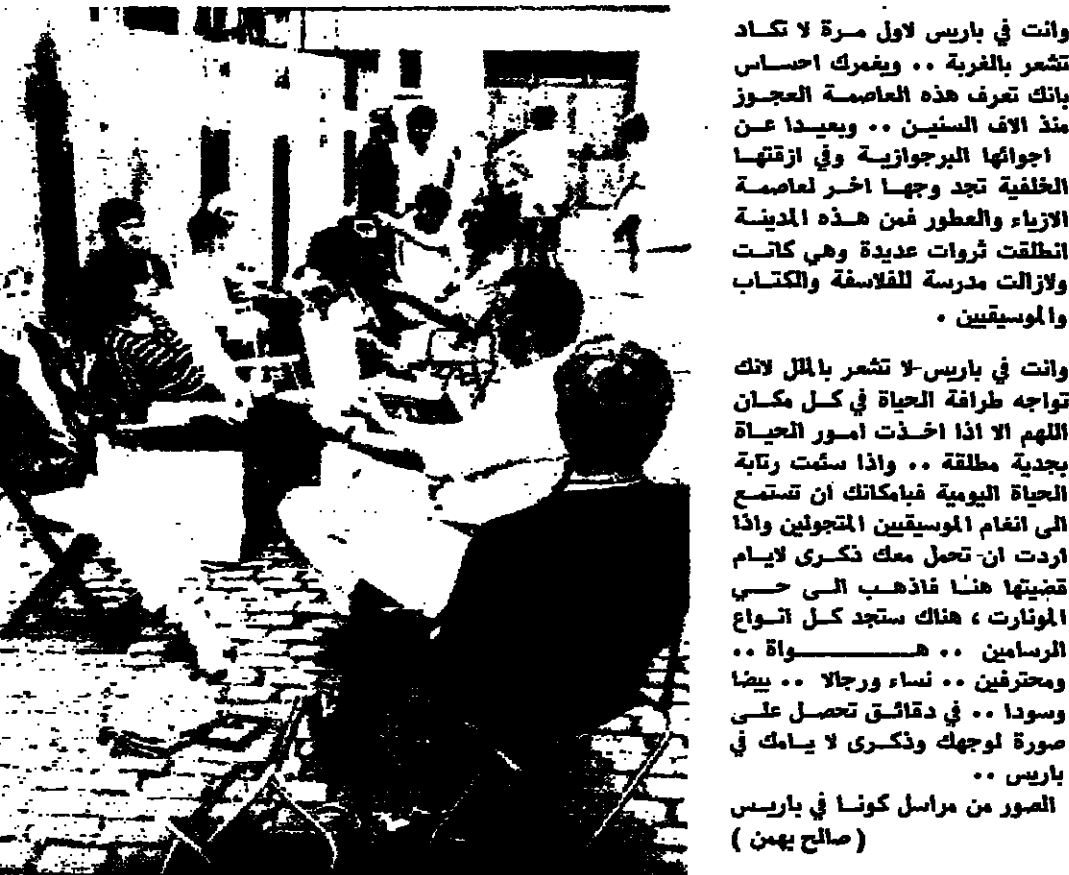 وانت في باريس لاول مرة لا تكاد
تشعر بالغربة .. ويغمرك احساس
بانك تعرف هذه العاصمة العجوز
منذ الاف السنين .. وبعيدا عن
اجوائها البرجوازية وفي ازقتها
الخلفية تجد وجها اخر لعاصمة
الازياء والعطور فمن هذه المدينة
انطلقت ثروات عديدة وهي كانت
ولازالت مدرسة للفلاسفة والكتاب
والموسيقيين .
وانت في باريس لا تشعر بالملل لانك
تواجه طرافة الحياة في كل مكان
اللهم الا اذا اخذت امور الحياة
بجدية مطلقة .. واذا سئمت رتابة
الحياة اليومية فبامكانك ان تستمع
الى انغام الموسيقيين المتجولين واذا
اردت ان تحمل معك ذكرى لايام
قضيتها هنا فاذهب الى حي
المونارت ، هناك ستجد كل انواع
الرسامين .. هواة ..
ومحترفين .. نساء ورجالا .. بيضا
وسودا .. في دقائق تحصل على
صورة لوجهك وذكرى لا يامك في
باريس ..
الصور من مراسل كونا في باريس
( صالح بهمن )